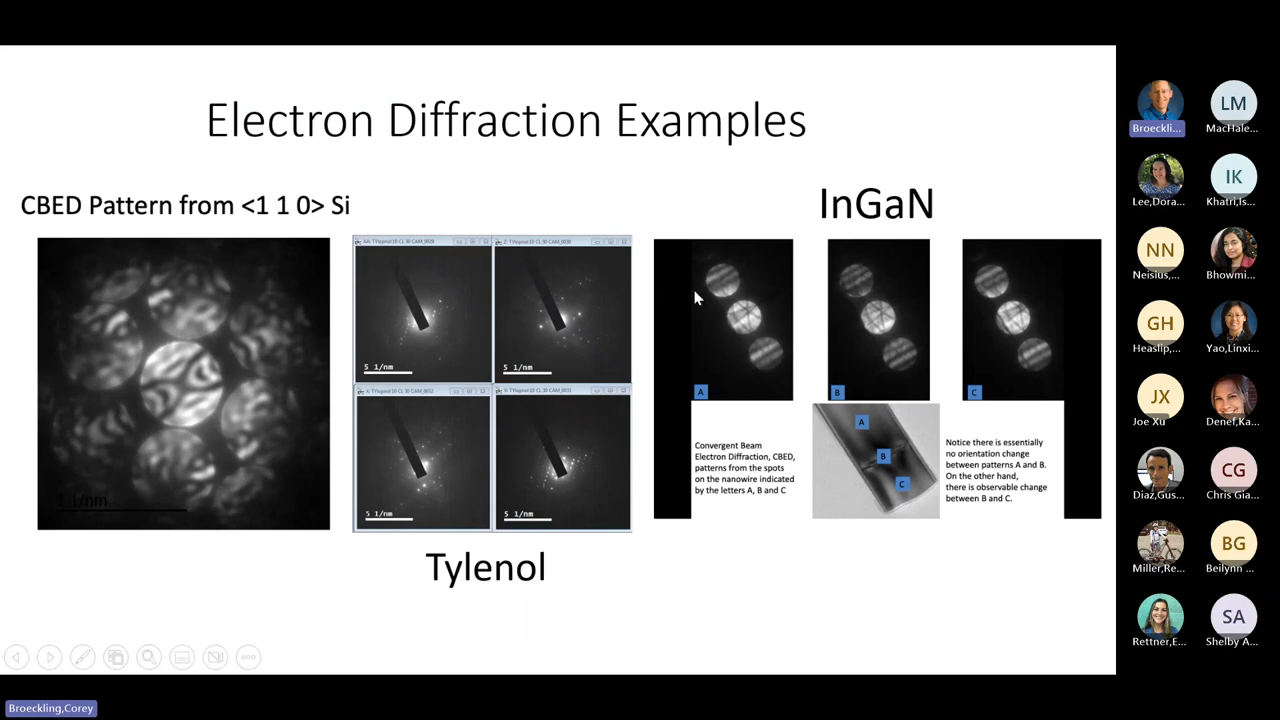 Electron Diffraction Examples
CBED Pattern from <1 1 0> Si
InGaN
5 1/nm
5 1/nm
5 1/nm
5 1/nm
1 1/nm
Tylenol
A
B
C
Convergent Beam
Electron Diffraction, CBED,
patterns from the spots
on the nanowire indicated
by the letters A, B and C
A
B
C
Notice there is essentially
no orientation change
between patterns A and B.
On the other hand,
there is observable change
between B and C.
Broeckli...
LM
MacHale...
Lee,Dora...
IK
Khatri,Is...
NN
Neisius,...
Bhowmi...
GH
Heaslip,...
Yao,Linxi...
JX
Joe Xu
Denef,Ka...
Diaz,Gus...
CG
Chris Gia...
Miller,Re...
BG
Beilynn ...
Rettner,E...
SA
Shelby A...
Broeckling,Corey